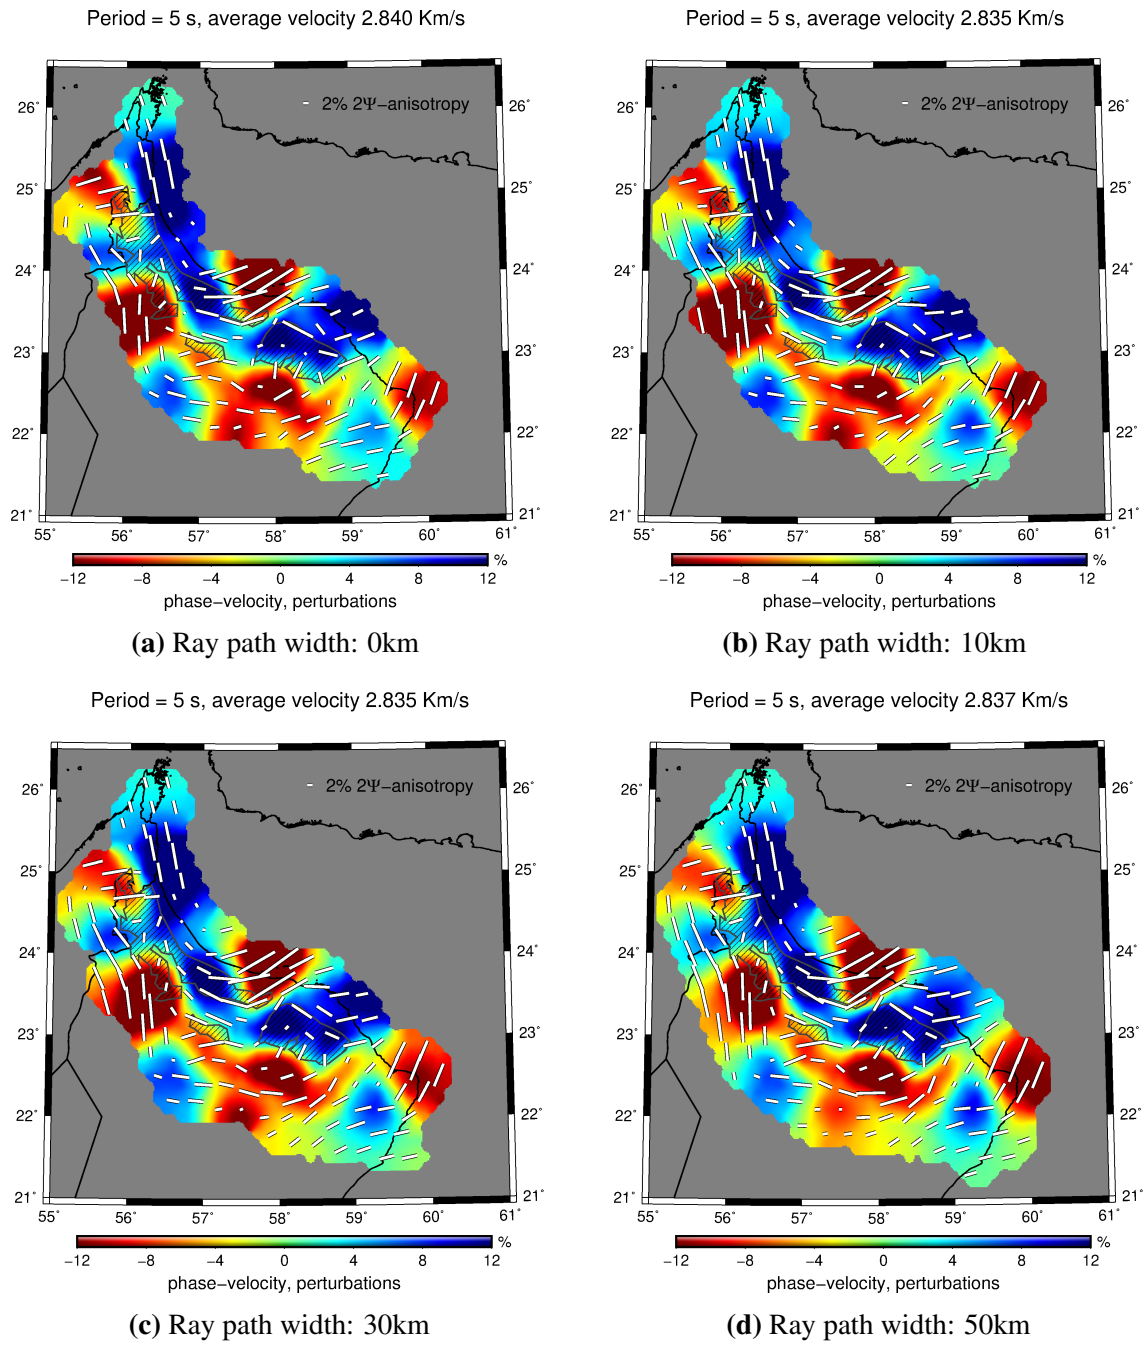 Period = 5 s, average velocity 2.840 Km/s
2% 2Ψ−anisotropy
26˚
25˚
24˚
23˚
22˚
21˚
26˚
25˚
24˚
23˚
22˚
21˚
55˚ 56˚ 57˚ 58˚ 59˚ 60˚ 61˚
−12 −8 −4 0 4 8 12 %
phase−velocity, perturbations
(a) Ray path width: 0km
Period = 5 s, average velocity 2.835 Km/s
2% 2Ψ−anisotropy
26˚
25˚
24˚
23˚
22˚
21˚
26˚
25˚
24˚
23˚
22˚
21˚
55˚ 56˚ 57˚ 58˚ 59˚ 60˚ 61˚
−12 −8 −4 0 4 8 12 %
phase−velocity, perturbations
(b) Ray path width: 10km
Period = 5 s, average velocity 2.835 Km/s
2% 2Ψ−anisotropy
26˚
25˚
24˚
23˚
22˚
21˚
26˚
25˚
24˚
23˚
22˚
21˚
55˚ 56˚ 57˚ 58˚ 59˚ 60˚ 61˚
−12 −8 −4 0 4 8 12 %
phase−velocity, perturbations
(c) Ray path width: 30km
Period = 5 s, average velocity 2.837 Km/s
2% 2Ψ−anisotropy
26˚
25˚
24˚
23˚
22˚
21˚
26˚
25˚
24˚
23˚
22˚
21˚
55˚ 56˚ 57˚ 58˚ 59˚ 60˚ 61˚
−12 −8 −4 0 4 8 12 %
phase−velocity, perturbations
(d) Ray path width: 50km